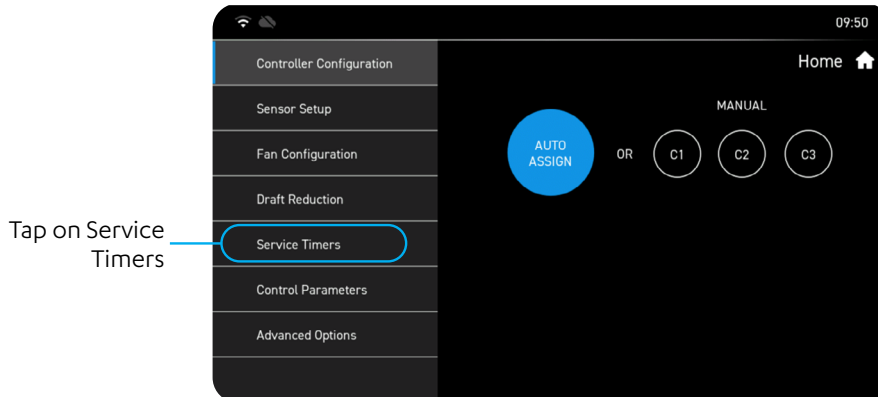 09:50
Controller Configuration
Home
Sensor Setup
MANUAL
AUTO
ASSIGN
OR
C1
C2
C3
Fan Configuration
Draft Reduction
Tap on Service
Timers
Service Timers
Control Parameters
Advanced Options